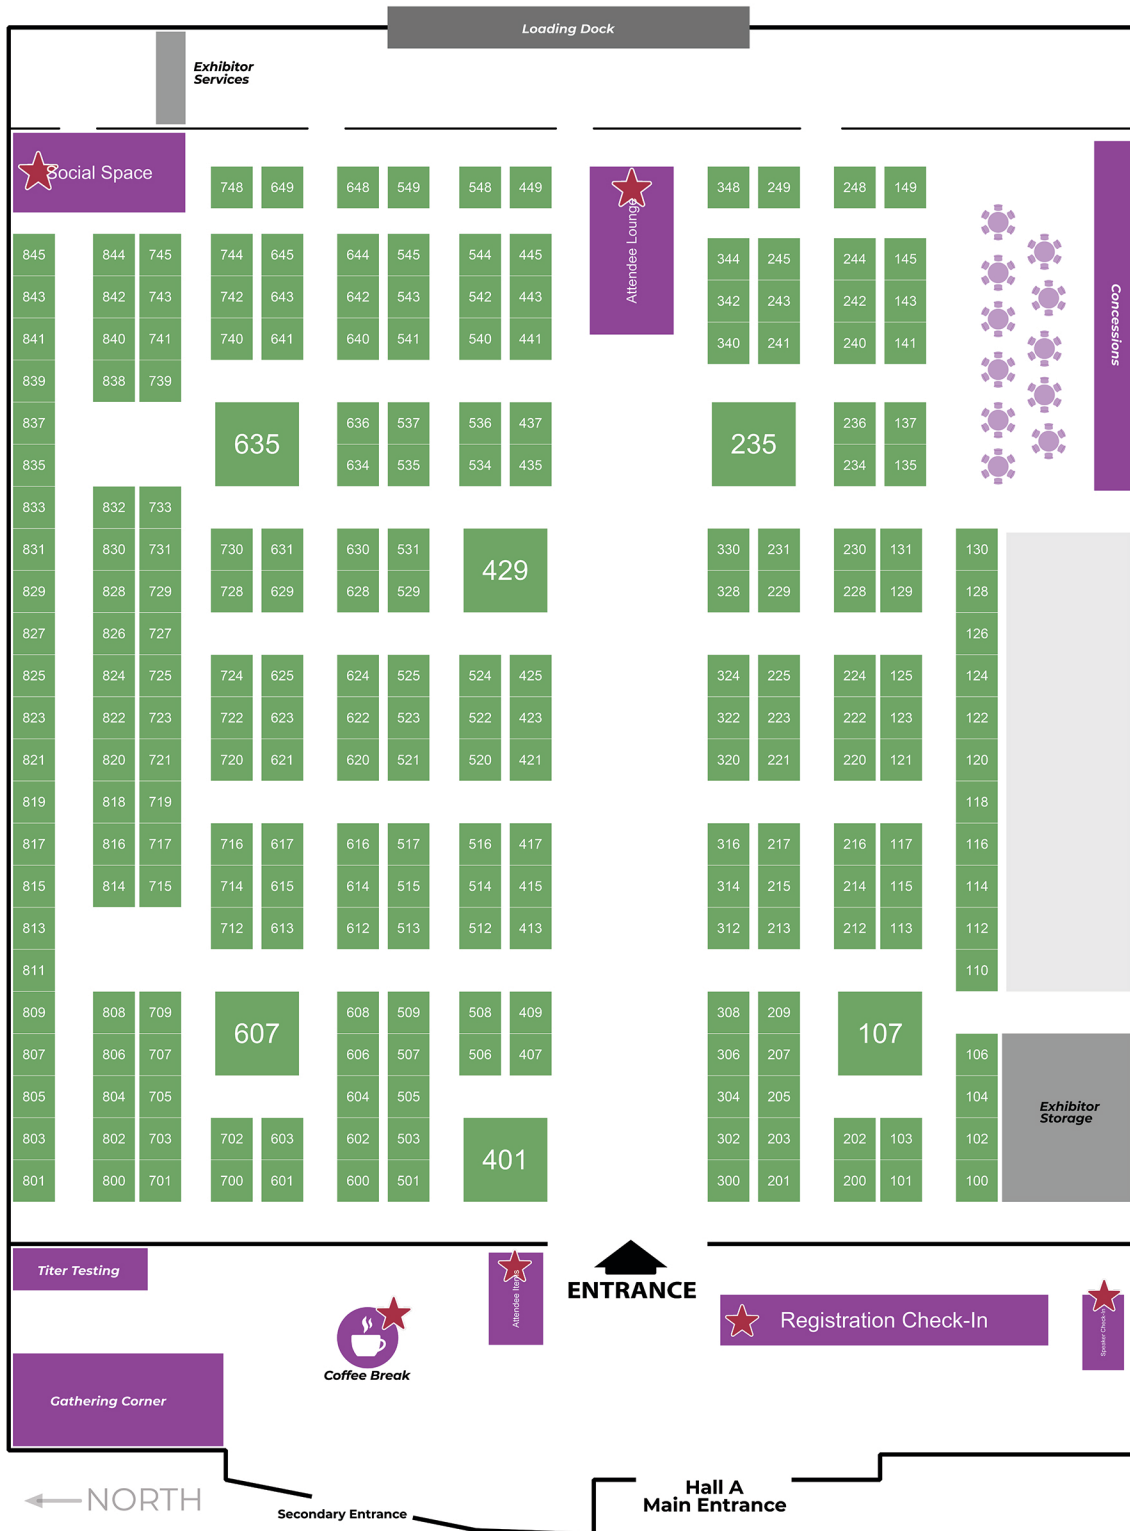 Loading Dock
Exhibitor
Services
Social Space
748 649 648 549 548 449 348 249 248 149
Attendee Lounge
Concessions
845 844 745 744 645 644 545 544 445 344 245 244 145
843 842 743 742 643 642 543 542 443 342 243 242 143
841 840 741 740 641 640 541 540 441 340 241 240 141
839 838 739
837 636 537 536 437 236 137
635 235
835 634 535 534 435 234 135
833 832 733
831 830 731 730 631 630 531 330 231 230 131 130
429
829 828 729 728 629 628 529 328 229 228 129 128
827 826 727 126
825 824 725 724 625 624 525 524 425 324 225 224 125 124
823 822 723 722 623 622 523 522 423 322 223 222 123 122
821 820 721 720 621 620 521 520 421 320 221 220 121 120
819 818 719 118
817 816 717 716 617 616 517 516 417 316 217 216 117 116
815 814 715 714 615 614 515 514 415 314 215 214 115 114
813 712 613 612 513 512 413 312 213 212 113 112
811 110
809 808 709 608 509 508 409 308 209
607 107
807 806 707 606 507 506 407 306 207 106
805 804 705 604 505 304 205 104
Exhibitor
Storage
803 802 703 702 603 602 503 302 203 202 103 102
401
801 800 701 700 601 600 501 300 201 200 101 100
Titer Testing
Attendee Items
ENTRANCE
Registration Check-In
Speaker Check-In
Coffee Break
Gathering Corner
NORTH
Secondary Entrance
Hall A
Main Entrance